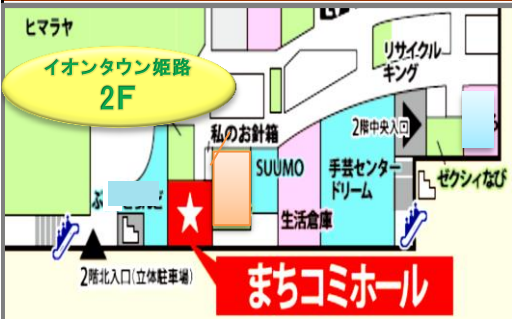 ヒマラヤ
イオンタウン姫路
2F
リサイクル
キング
私のお針箱
2階中央入口
SUUMO
手芸センター
ドリーム
ゼクシィなび
生活倉庫
2階北入口(立体駐車場)
まちコミホール